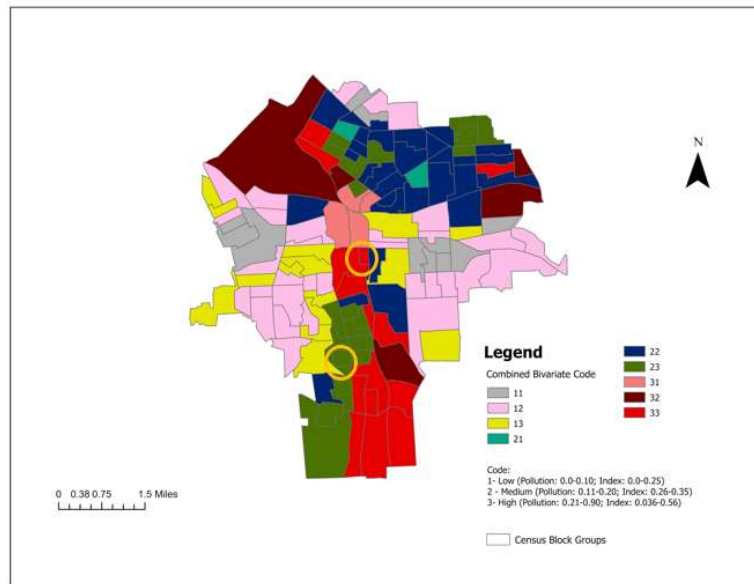 N
Legend
Combined Bivariate Code
11
12
13
21
22
23
31
32
33
Code:
1- Low (Pollution: 0.0-0.10; Index: 0.0-0.25)
2 - Medium (Pollution: 0.11-0.20; Index: 0.26-0.35)
3- High (Pollution: 0.21-0.90; Index: 0.036-0.56)
Census Block Groups
0 0.38 0.75 1.5 Miles